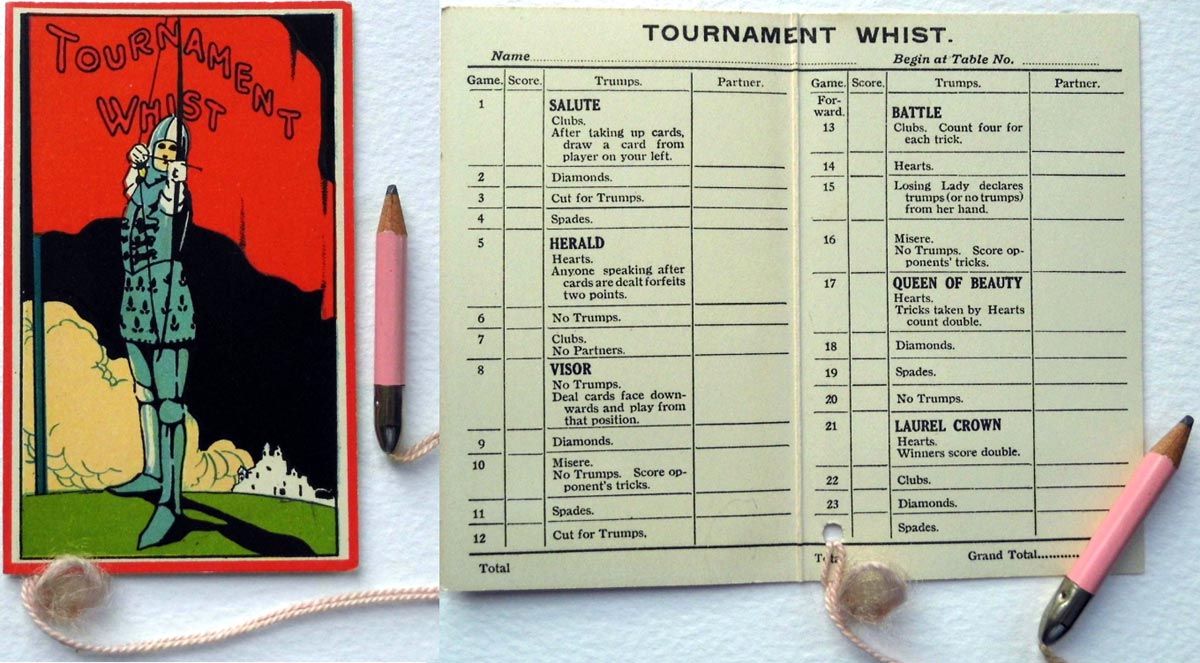 TOURNAMENT
WHIST
TOURNAMENT WHIST.
Name
Begin at Table No.
Game. Score. Trumps. Partner.
1 SALUTE
Clubs.
After taking up cards,
draw a card from
player on your left.
2 Diamonds.
3 Cut for Trumps.
4 Spades.
5 HERALD
Hearts.
Anyone speaking after
cards are dealt forfeits
two points.
6 No Trumps.
7 Clubs.
No Partners.
8 VISOR
No Trumps.
Deal cards face down-
wards and play from
that position.
9 Diamonds.
10 Misere.
No Trumps. Score op-
ponent's tricks.
11 Spades.
12 Cut for Trumps.
Total
Game. Score. Trumps. Partner.
For-
ward.
BATTLE
13 Clubs. Count four for
each trick.
14 Hearts.
15 Losing Lady declares
trumps (or no trumps)
from her hand.
16 Misere.
No Trumps. Score op-
ponents' tricks.
17 QUEEN OF BEAUTY
Hearts.
Tricks taken by Hearts
count double.
18 Diamonds.
19 Spades.
20 No Trumps.
21 LAUREL CROWN
Hearts.
Winners score double.
22 Clubs.
23 Diamonds.
Spades.
Grand Total